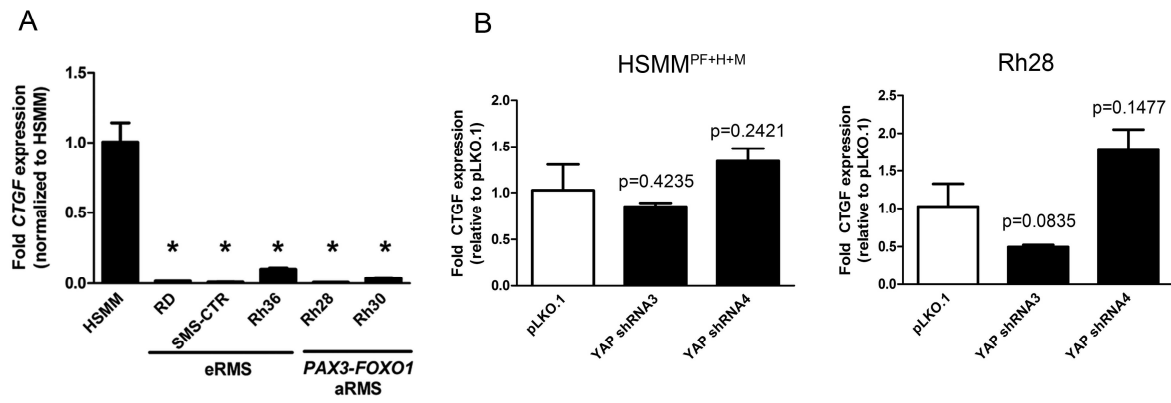 A
Fold CTGF expression
(normalized to HSMM)
1.5
1.0
0.5
0.0
*
*
*
*
*
HSMM
RD
SMS-CTR
Rh36
Rh28
Rh30
eRMS
PAX3-FOXO1
aRMS
B
HSMM^PF+H+M
Fold CTGF expression
(relative to pLKO.1)
2.0
1.5
1.0
0.5
0.0
p=0.4235
p=0.2421
pLKO.1
YAP shRNA3
YAP shRNA4
Rh28
Fold CTGF expression
(relative to pLKO.1)
2.5
2.0
1.5
1.0
0.5
0.0
p=0.0835
p=0.1477
pLKO.1
YAP shRNA3
YAP shRNA4